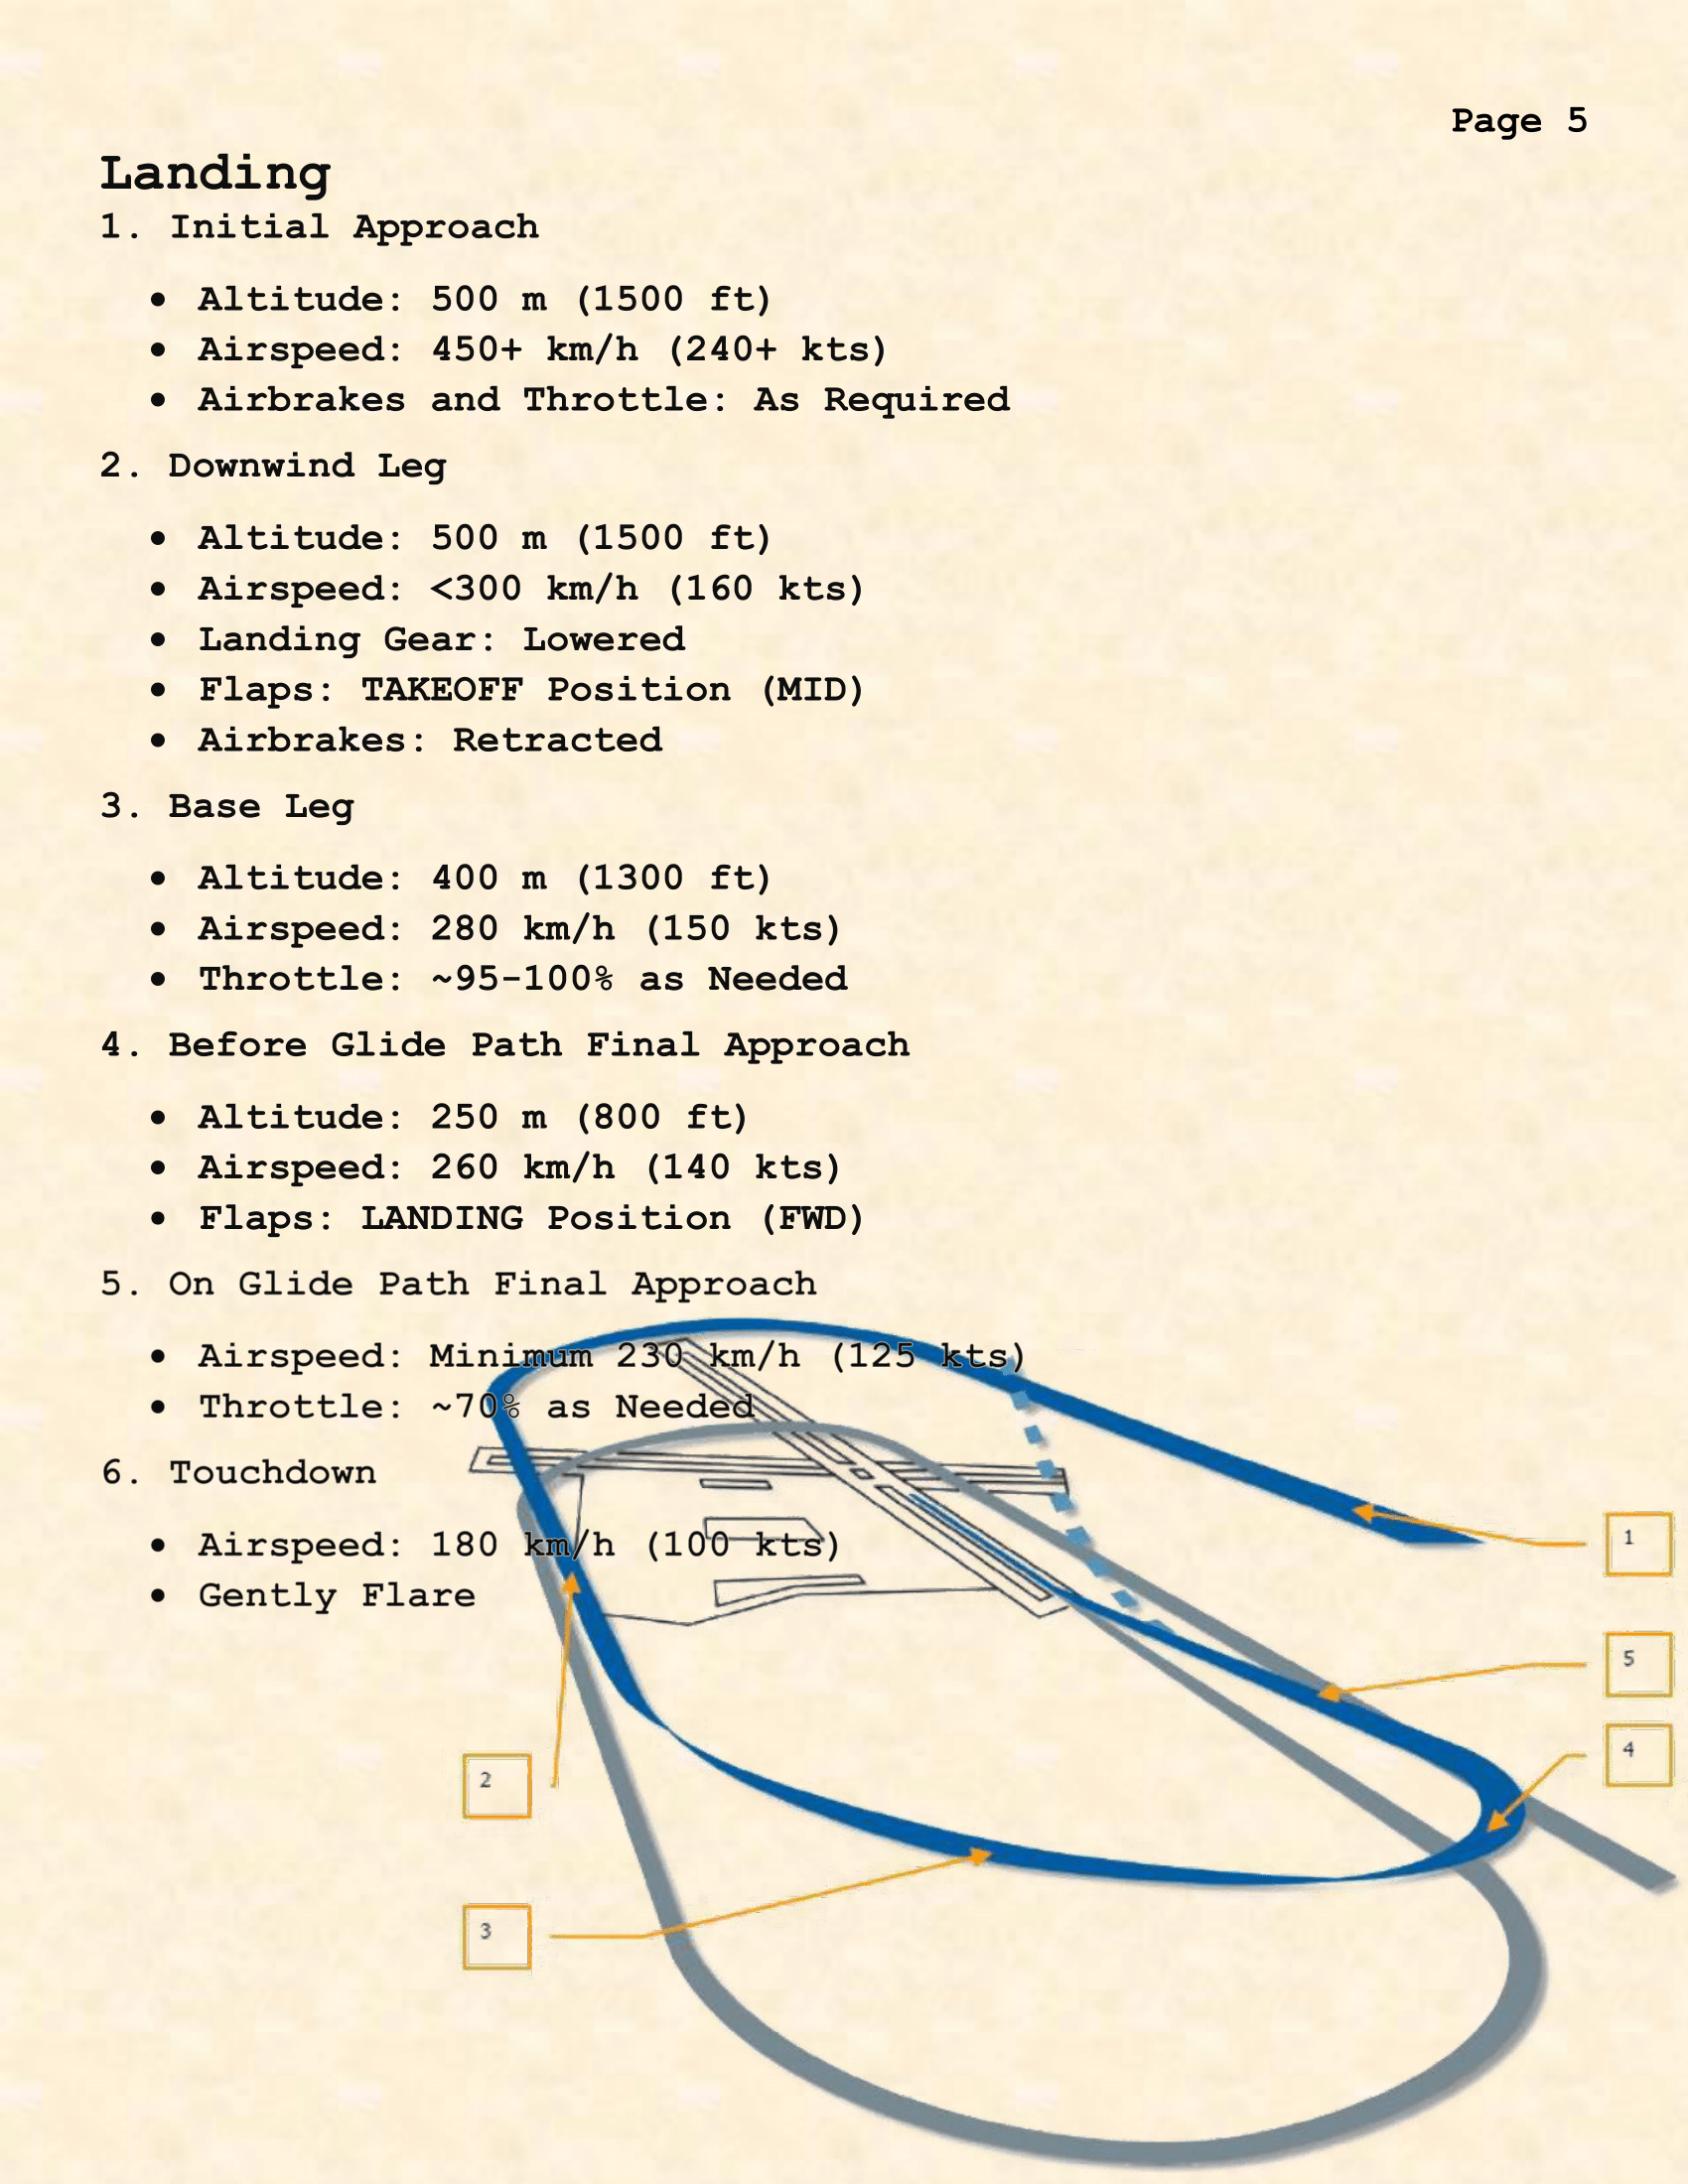 Page 5
Landing
1. Initial Approach
• Altitude: 500 m (1500 ft)
• Airspeed: 450+ km/h (240+ kts)
• Airbrakes and Throttle: As Required
2. Downwind Leg
• Altitude: 500 m (1500 ft)
• Airspeed: <300 km/h (160 kts)
• Landing Gear: Lowered
• Flaps: TAKEOFF Position (MID)
• Airbrakes: Retracted
3. Base Leg
• Altitude: 400 m (1300 ft)
• Airspeed: 280 km/h (150 kts)
• Throttle: ~95-100% as Needed
4. Before Glide Path Final Approach
• Altitude: 250 m (800 ft)
• Airspeed: 260 km/h (140 kts)
• Flaps: LANDING Position (FWD)
5. On Glide Path Final Approach
• Airspeed: Minimum 230 km/h (125 kts)
• Throttle: ~70% as Needed
6. Touchdown
• Airspeed: 180 km/h (100 kts)
• Gently Flare
1
5
4
2
3